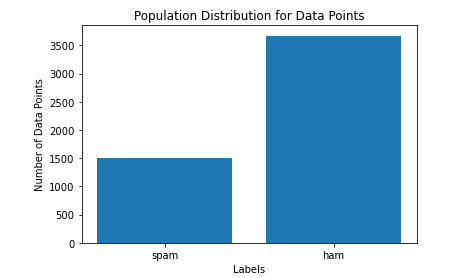 Population Distribution for Data Points
3500
3000
2500
2000
1500
1000
500
0
Number of Data Points
spam
ham
Labels